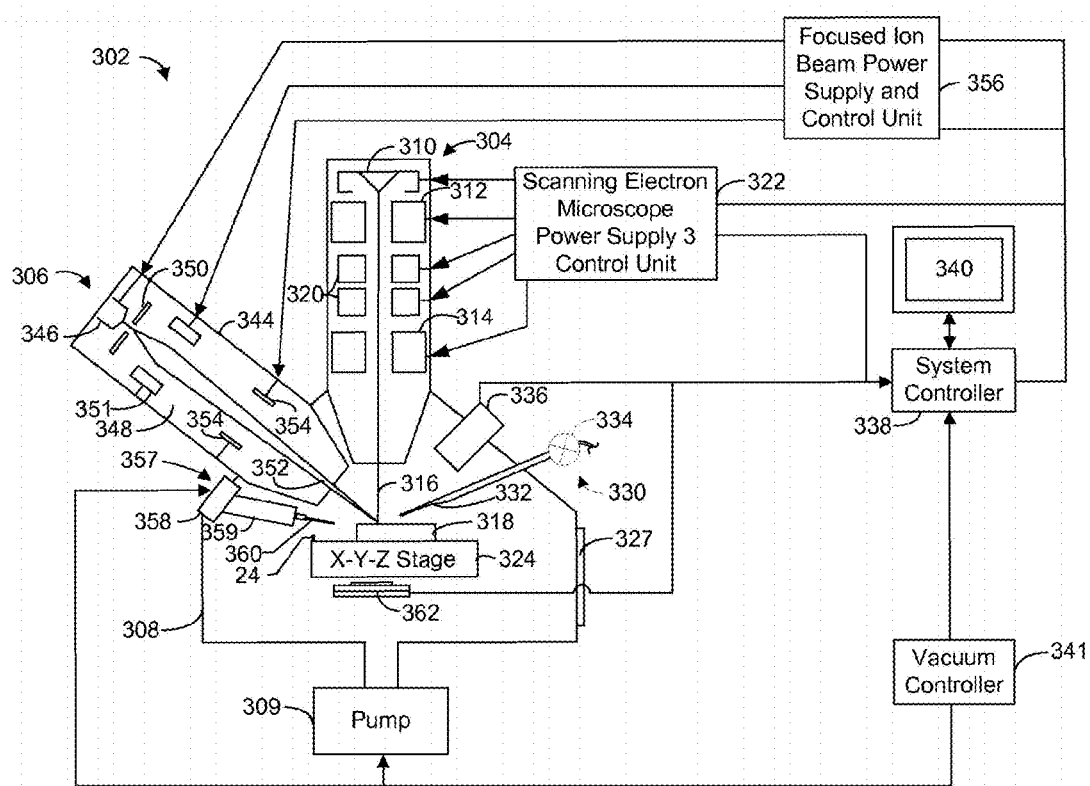 302
Focused Ion
Beam Power
Supply and
Control Unit
356
310
304
312
Scanning Electron
Microscope
Power Supply 3
Control Unit
322
306
350
320
340
346
344
314
351
348
354
354
336
334
System
Controller
338
357
352
316
332
330
358
359
318
327
360
24
X-Y-Z Stage
324
362
308
Vacuum
Controller
341
309
Pump